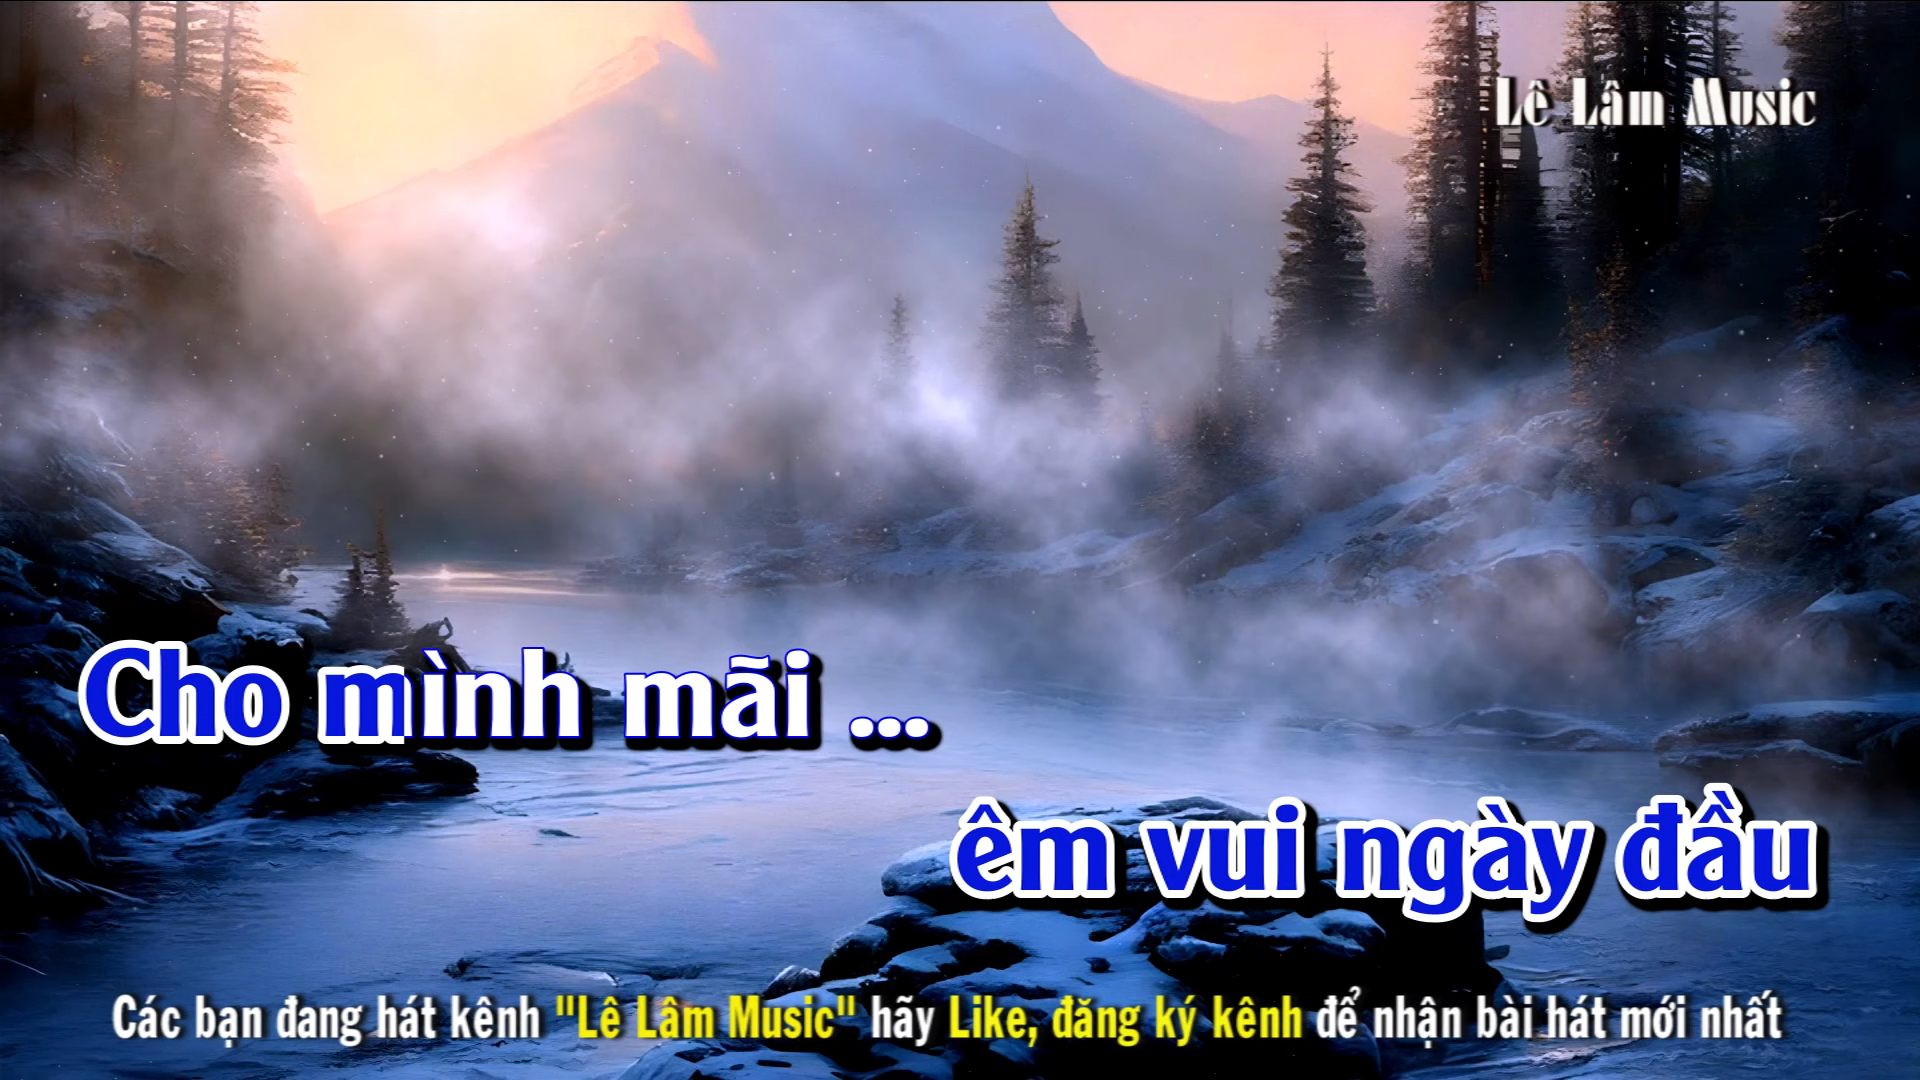 Lê Lâm Music
Cho mình mãi ...
êm vui ngày đầu
Các bạn đang hát kênh "Lê Lâm Music" hãy Like, đăng ký kênh để nhận bài hát mới nhất